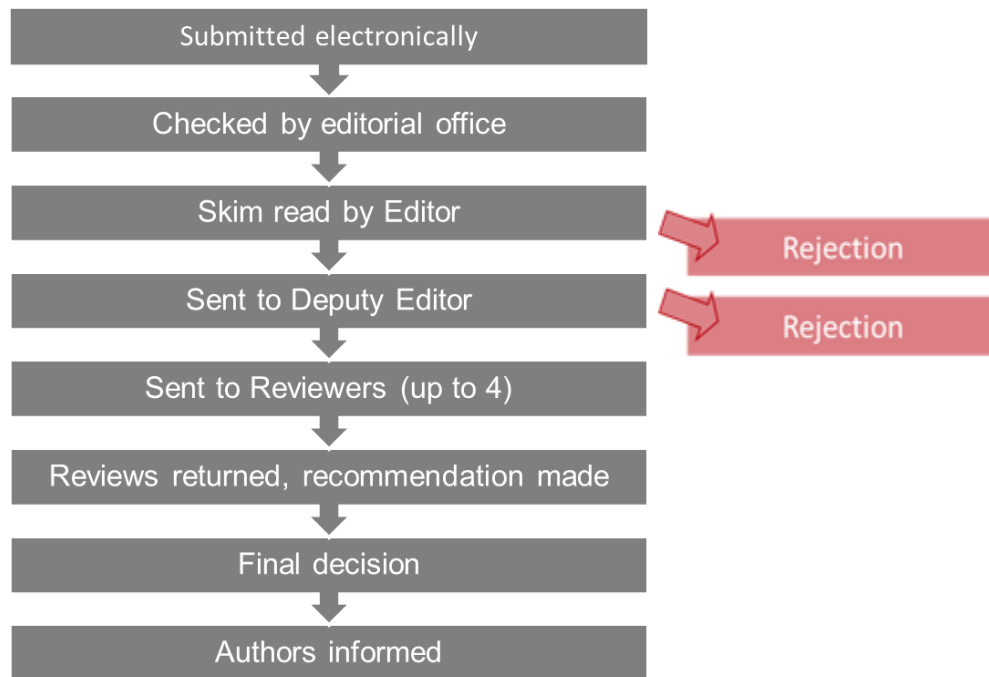 Submitted electronically
Checked by editorial office
Skim read by Editor
Rejection
Sent to Deputy Editor
Rejection
Sent to Reviewers (up to 4)
Reviews returned, recommendation made
Final decision
Authors informed